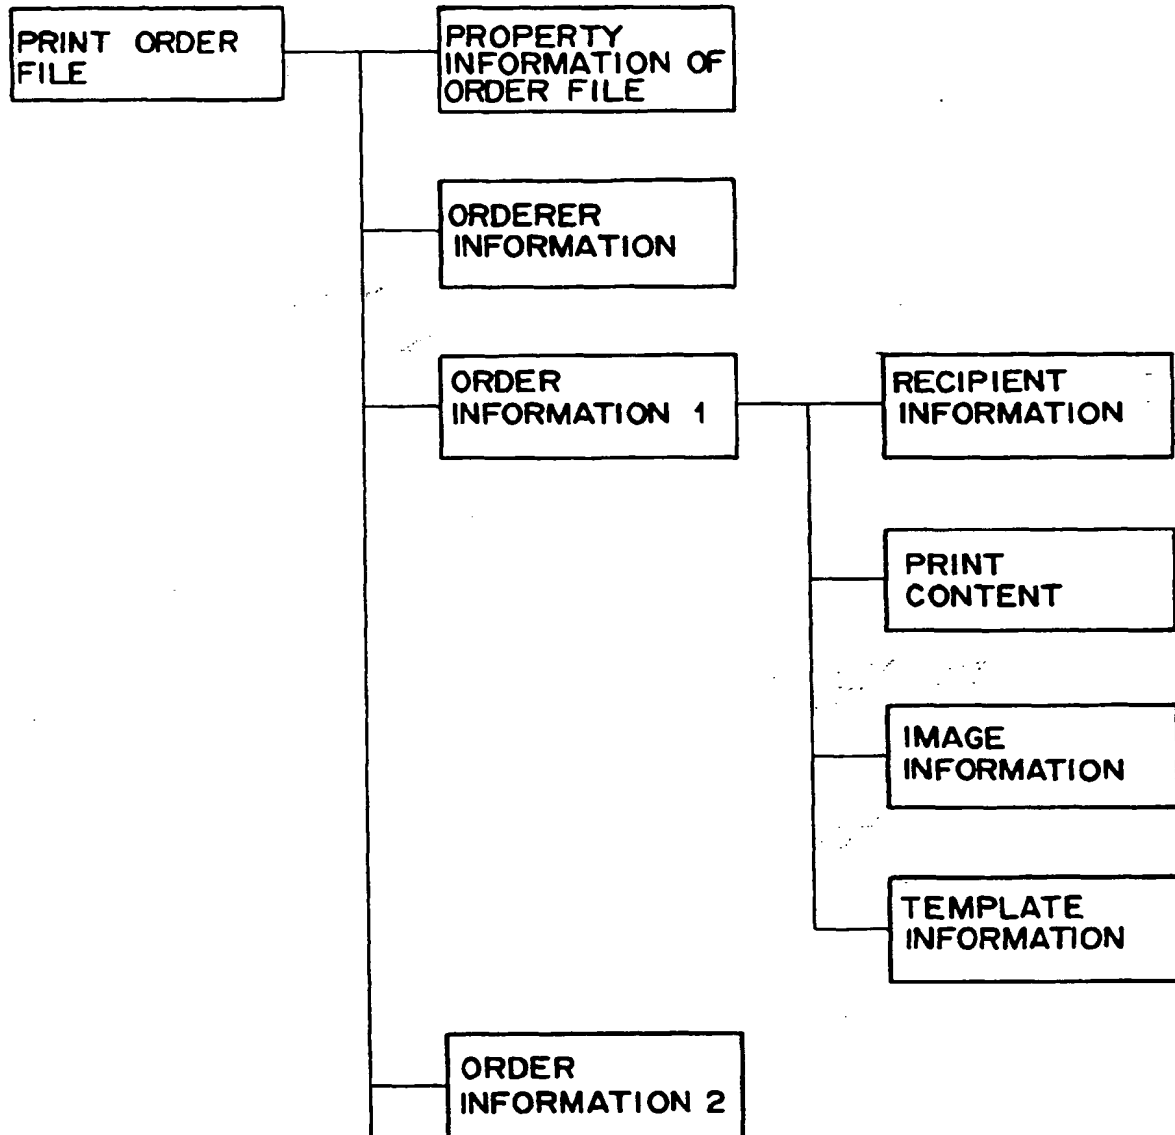 PRINT ORDER
FILE
PROPERTY
INFORMATION OF
ORDER FILE
ORDERER
INFORMATION
ORDER
INFORMATION 1
RECIPIENT
INFORMATION
PRINT
CONTENT
IMAGE
INFORMATION
TEMPLATE
INFORMATION
ORDER
INFORMATION 2